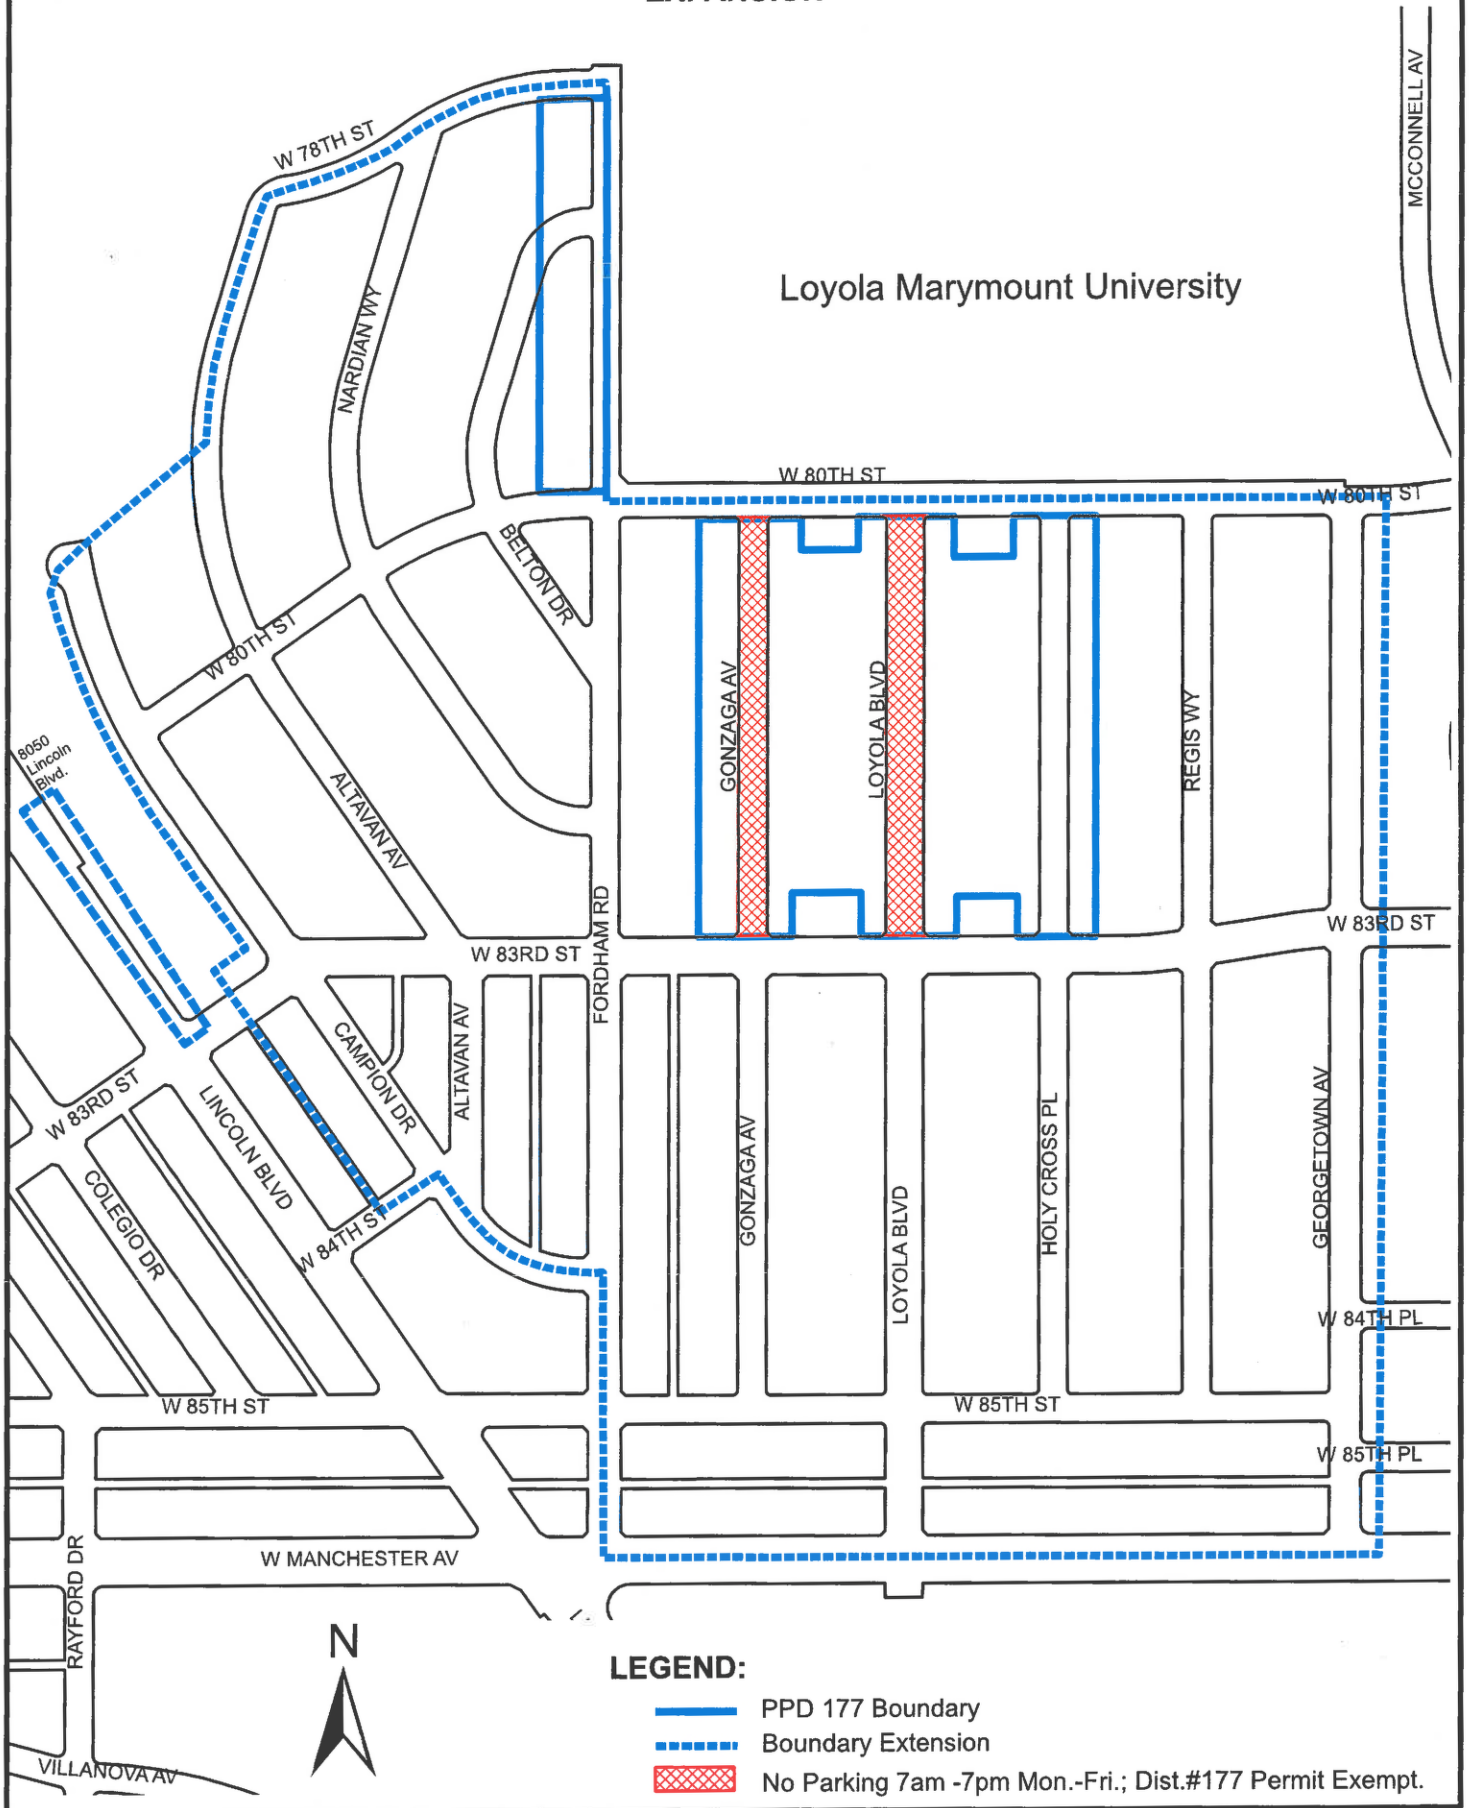 W 78TH ST
MCCONNELL AV
Loyola Marymount University
NARDIAN WY
W 80TH ST
W 80TH ST
BELTON DR
W 80TH ST
GONZAGA AV
LOYOLA BLVD
REGIS WY
8050
Lincoln
Blvd.
ALTAVAN AV
FORDHAM RD
W 83RD ST
W 83RD ST
CAMPION DR
ALTAVAN AV
W 83RD ST
LINCOLN BLVD
COLEGIO DR
W 84TH ST
GONZAGA AV
LOYOLA BLVD
HOLY CROSS PL
GEORGETOWN AV
W 84TH PL
W 85TH ST
W 85TH ST
W 85TH PL
W MANCHESTER AV
RAYFORD DR
VILLANOVA AV
N
LEGEND:
PPD 177 Boundary
Boundary Extension
No Parking 7am -7pm Mon.-Fri.; Dist.#177 Permit Exempt.